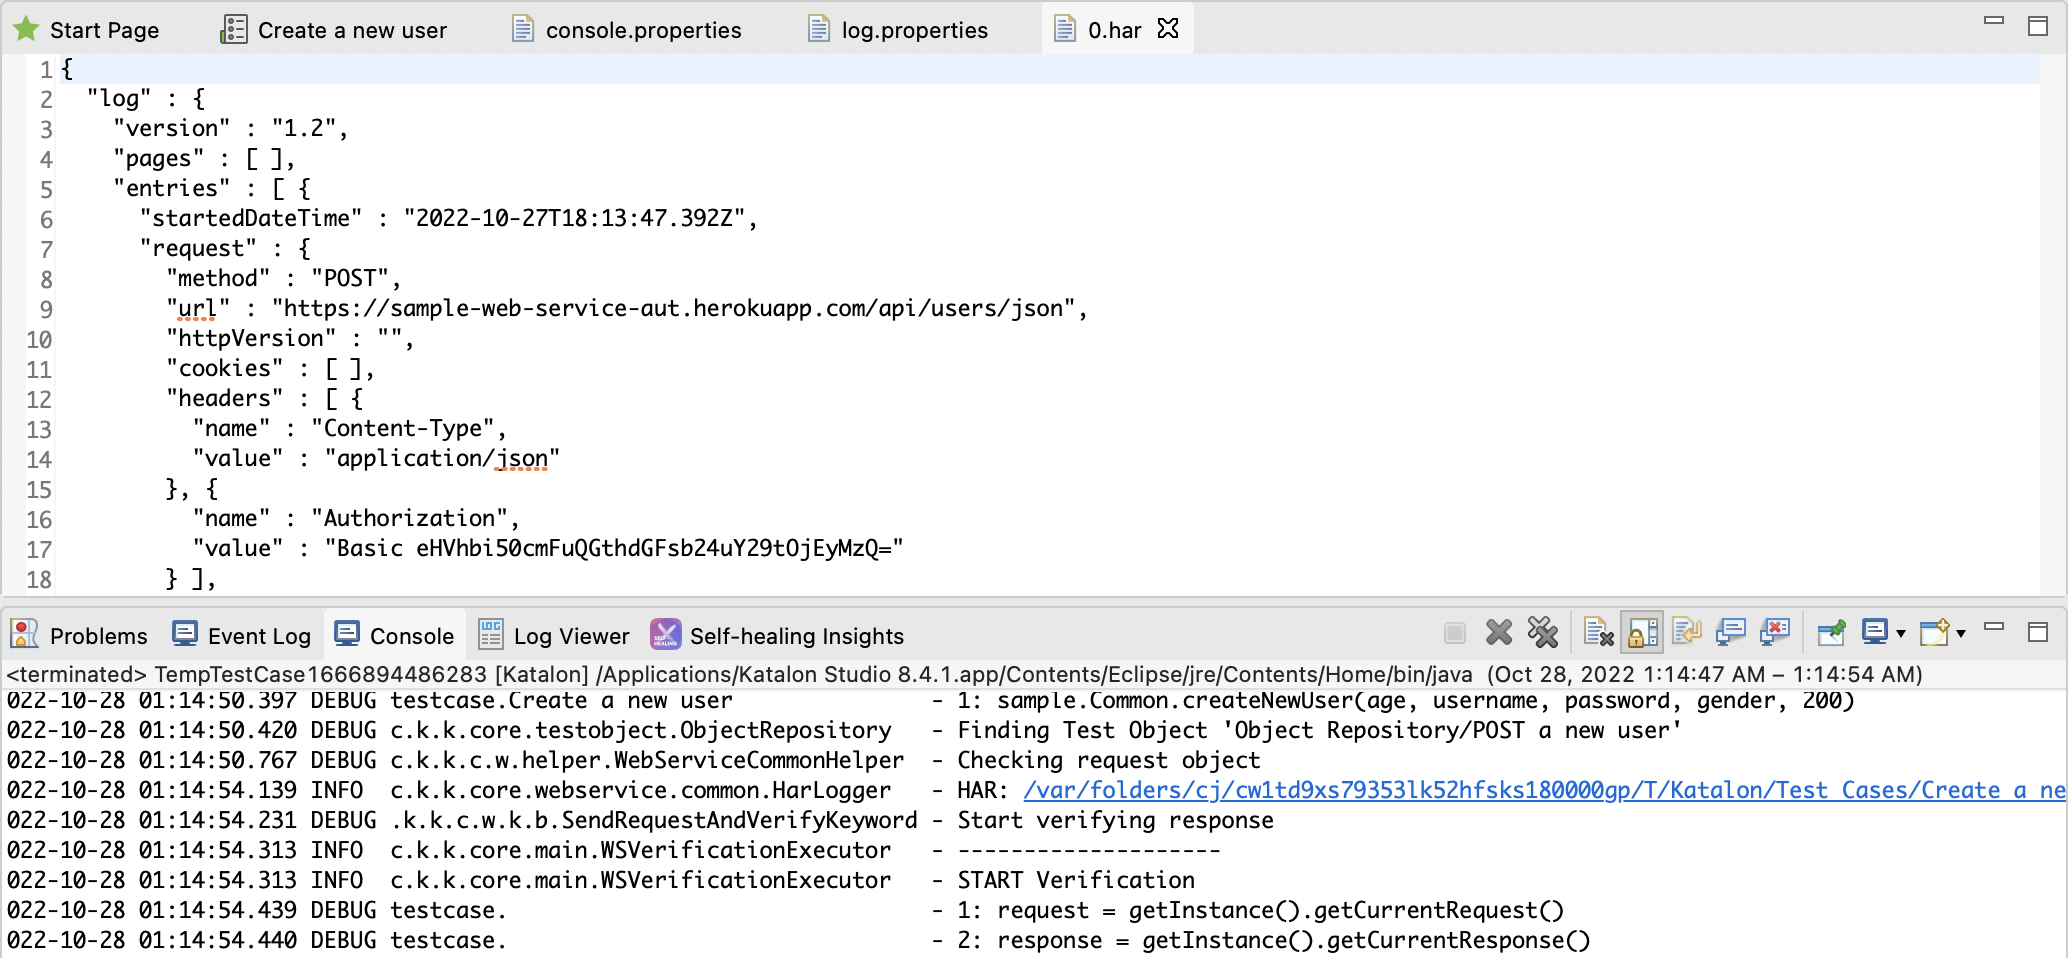 Start Page Create a new user console.properties log.properties 0.har
1 {
2 "log" : {
3 "version" : "1.2",
4 "pages" : [ ],
5 "entries" : [ {
6 "startedDateTime" : "2022-10-27T18:13:47.392Z",
7 "request" : {
8 "method" : "POST",
9 "url" : "https://sample-web-service-aut.herokuapp.com/api/users/json",
10 "httpVersion" : "",
11 "cookies" : [ ],
12 "headers" : [ {
13 "name" : "Content-Type",
14 "value" : "application/json"
15 }, {
16 "name" : "Authorization",
17 "value" : "Basic eHVhbi50cmFuQGthdGFsb24uY29tOjEyMzQ="
18 } ],
Problems Event Log Console Log Viewer Self-healing Insights
<terminated> TempTestCase1666894486283 [Katalon] /Applications/Katalon Studio 8.4.1.app/Contents/Eclipse/jre/Contents/Home/bin/java (Oct 28, 2022 1:14:47 AM – 1:14:54 AM)
022-10-28 01:14:50.397 DEBUG testcase.Create a new user - 1: sample.Common.createNewUser(age, username, password, gender, 200)
022-10-28 01:14:50.420 DEBUG c.k.k.core.testobject.ObjectRepository - Finding Test Object 'Object Repository/POST a new user'
022-10-28 01:14:50.767 DEBUG c.k.k.c.w.helper.WebServiceCommonHelper - Checking request object
022-10-28 01:14:54.139 INFO c.k.k.core.webservice.common.HarLogger - HAR: /var/folders/cj/cw1td9xs79353lk52hfsks180000gp/T/Katalon/Test Cases/Create a ne
022-10-28 01:14:54.231 DEBUG .k.k.c.w.k.b.SendRequestAndVerifyKeyword - Start verifying response
022-10-28 01:14:54.313 INFO c.k.k.core.main.WSVerificationExecutor - --------------------
022-10-28 01:14:54.313 INFO c.k.k.core.main.WSVerificationExecutor - START Verification
022-10-28 01:14:54.439 DEBUG testcase. - 1: request = getInstance().getCurrentRequest()
022-10-28 01:14:54.440 DEBUG testcase. - 2: response = getInstance().getCurrentResponse()